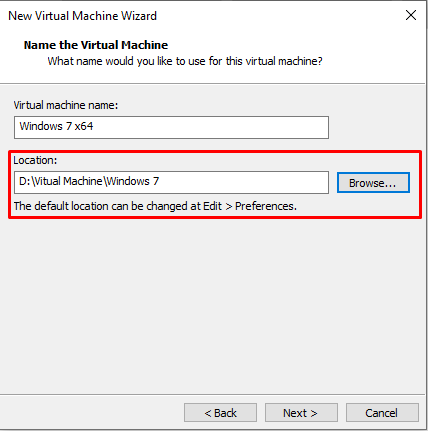 New Virtual Machine Wizard
Name the Virtual Machine
What name would you like to use for this virtual machine?
Virtual machine name:
Windows 7 x64
Location:
D:\Vitual Machine\Windows 7
Browse...
The default location can be changed at Edit > Preferences.
< Back
Next >
Cancel